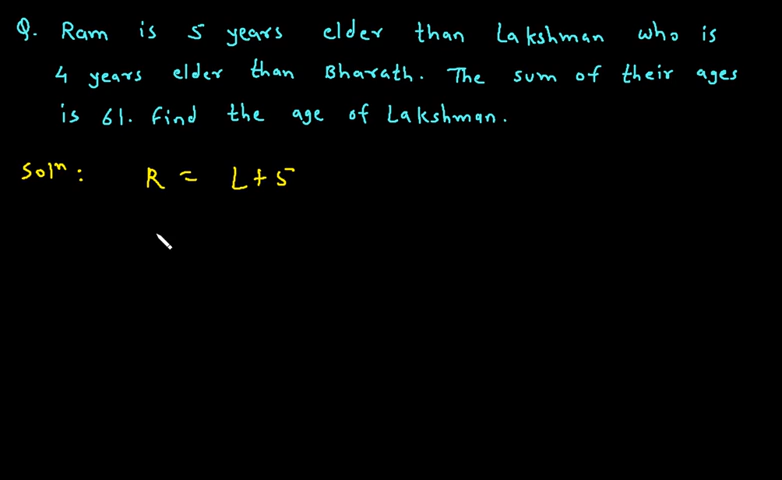 Q. Ram is 5 years elder than Lakshman who is
4 years elder than Bharath. The sum of their ages
is 61. Find the age of Lakshman.
Solⁿ: R = L+5